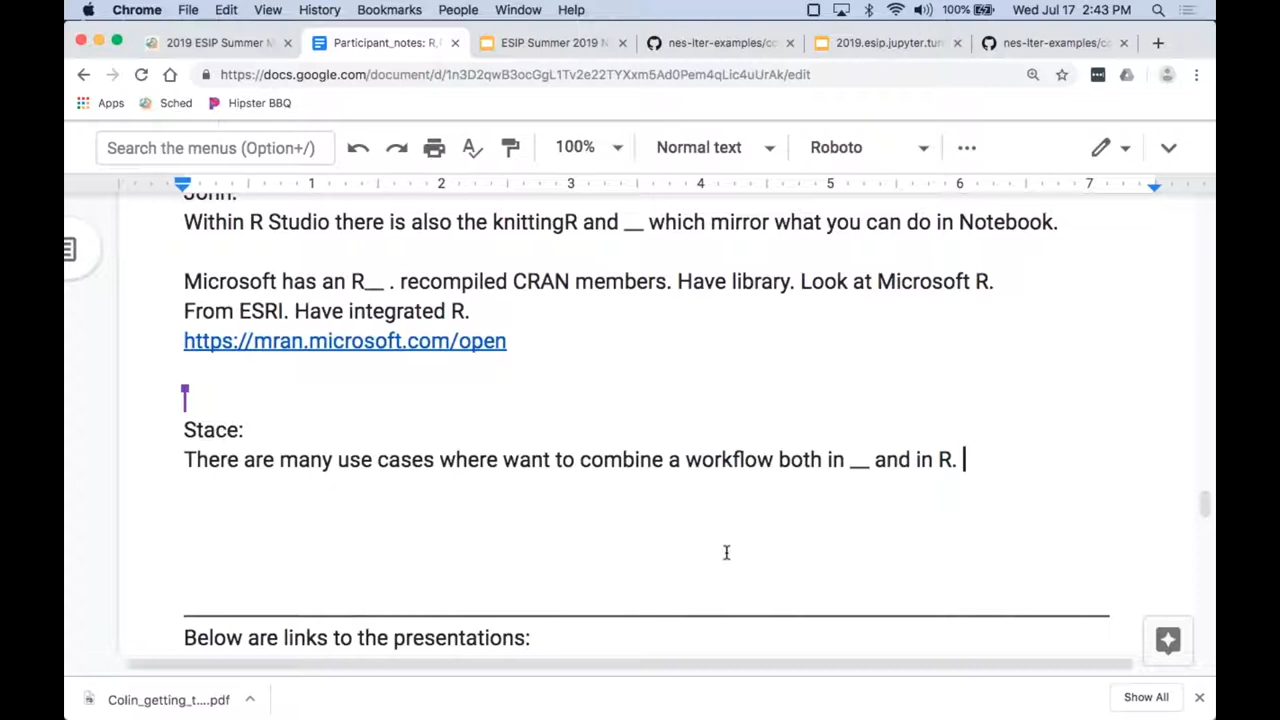 Chrome File Edit View History Bookmarks People Window Help 100% Wed Jul 17 2:43 PM
2019 ESIP Summer M Participant_notes: R, ESIP Summer 2019 N nes-lter-examples/cc 2019.esip.jupyter.tur nes-lter-examples/cc
https://docs.google.com/document/d/1n3D2qwB3ocGgL1Tv2e22TYXxm5Ad0Pem4qLic4uUrAk/edit
Apps Sched Hipster BBQ
Search the menus (Option+/) 100% Normal text Roboto
1 2 3 4 5 6 7
John:
Within R Studio there is also the knittingR and __ which mirror what you can do in Notebook.
Microsoft has an R__ . recompiled CRAN members. Have library. Look at Microsoft R.
From ESRI. Have integrated R.
https://mran.microsoft.com/open
Stace:
There are many use cases where want to combine a workflow both in __ and in R.
Below are links to the presentations:
Colin_getting_t....pdf Show All